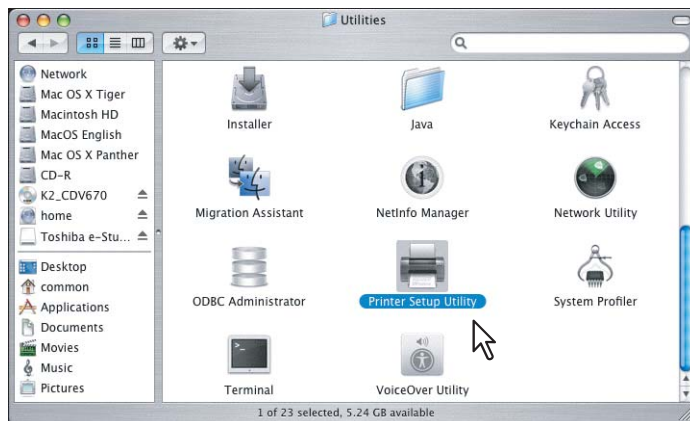 Utilities
Network
Mac OS X Tiger
Macintosh HD
MacOS English
Mac OS X Panther
CD-R
K2_CDV670
home
Toshiba e-Stu...
Desktop
common
Applications
Documents
Movies
Music
Pictures
Installer
Java
Keychain Access
Migration Assistant
NetInfo Manager
Network Utility
ODBC Administrator
Printer Setup Utility
System Profiler
Terminal
VoiceOver Utility
1 of 23 selected, 5.24 GB available